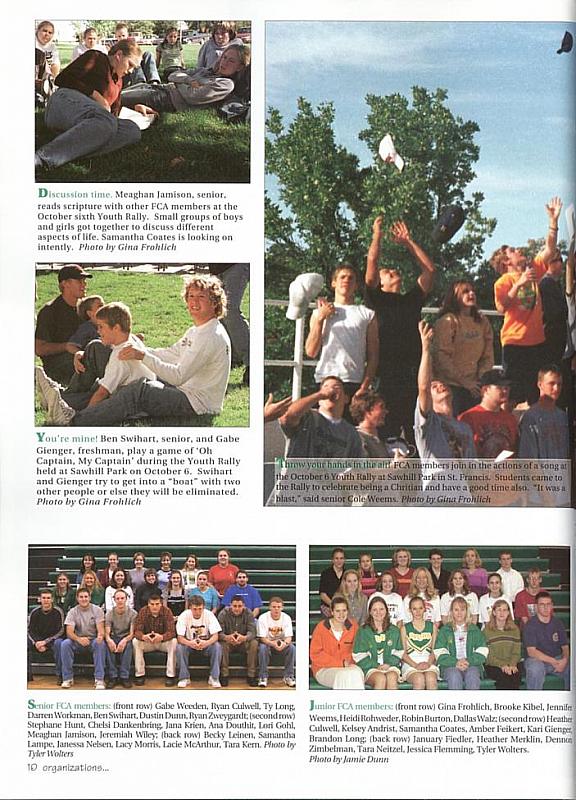 Discussion time. Meaghan Jamison, senior,
reads scripture with other FCA members at the
October sixth Youth Rally. Small groups of boys
and girls got together to discuss different
aspects of life. Samantha Coates is looking on
intently. Photo by Gina Frohlich
You're mine! Ben Swihart, senior, and Gabe
Gienger, freshman, play a game of 'Oh
Captain, My Captain' during the Youth Rally
held at Sawhill Park on October 6. Swihart
and Gienger try to get into a "boat" with two
other people or else they will be eliminated.
Photo by Gina Frohlich
Throw your hands in the air! FCA members join in the actions of a song at
the October 6 Youth Rally at Sawhill Park in St. Francis. Students came to
the Rally to celebrate being a Chritian and have a good time also. "It was a
blast," said senior Cole Weems. Photo by Gina Frohlich
Senior FCA members: (front row) Gabe Weeden, Ryan Culwell, Ty Long,
Darren Workman, Ben Swihart, Dustin Dunn, Ryan Zweygardt; (second row)
Stephane Hunt, Chelsi Dankenbring, Jana Krien, Ana Douthit, Lori Gohl,
Meaghan Jamison, Jeremiah Wiley; (back row) Becky Leinen, Samantha
Lampe, Janessa Nelsen, Lacy Morris, Lacie McArthur, Tara Kern. Photo by
Tyler Wolters
Junior FCA members: (front row) Gina Frohlich, Brooke Kibel, Jennifer
Weems, Heidi Rohweder, Robin Burton, Dallas Walz; (second row) Heather
Culwell, Kelsey Andrist, Samantha Coates, Amber Feikert, Kari Gienger,
Brandon Long; (back row) January Fiedler, Heather Merklin,
Zimbelman, Tara Neitzel, Jessica Flemming, Tyler Wolters.
Photo by Jamie Dunn
10 organizations...